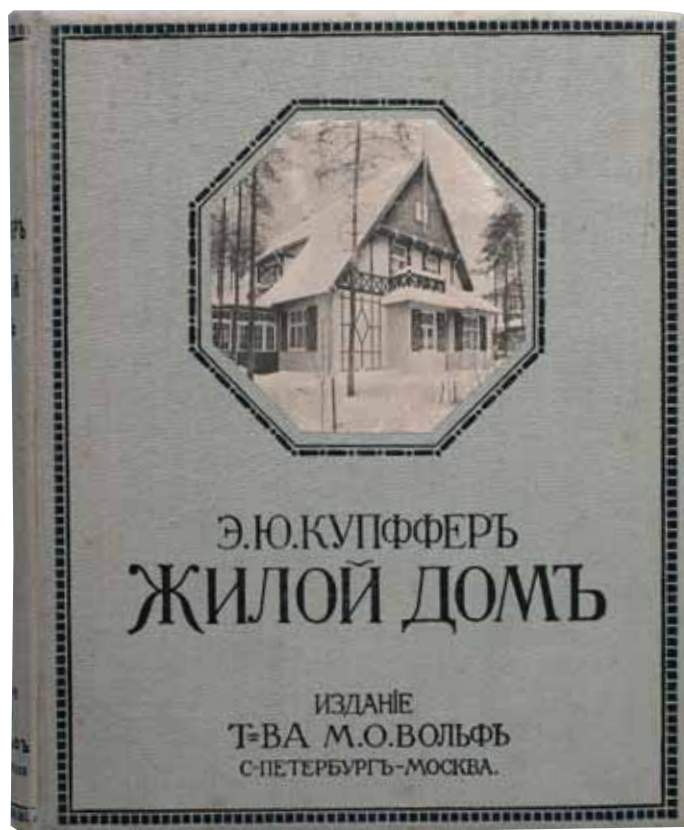 Э.Ю.КУПФФЕРЪ
ЖИЛОЙ ДОМЪ
ИЗДАНІЕ
Т=ВА М.О.ВОЛЬФЪ
С-ПЕТЕРБУРГЪ-МОСКВА.